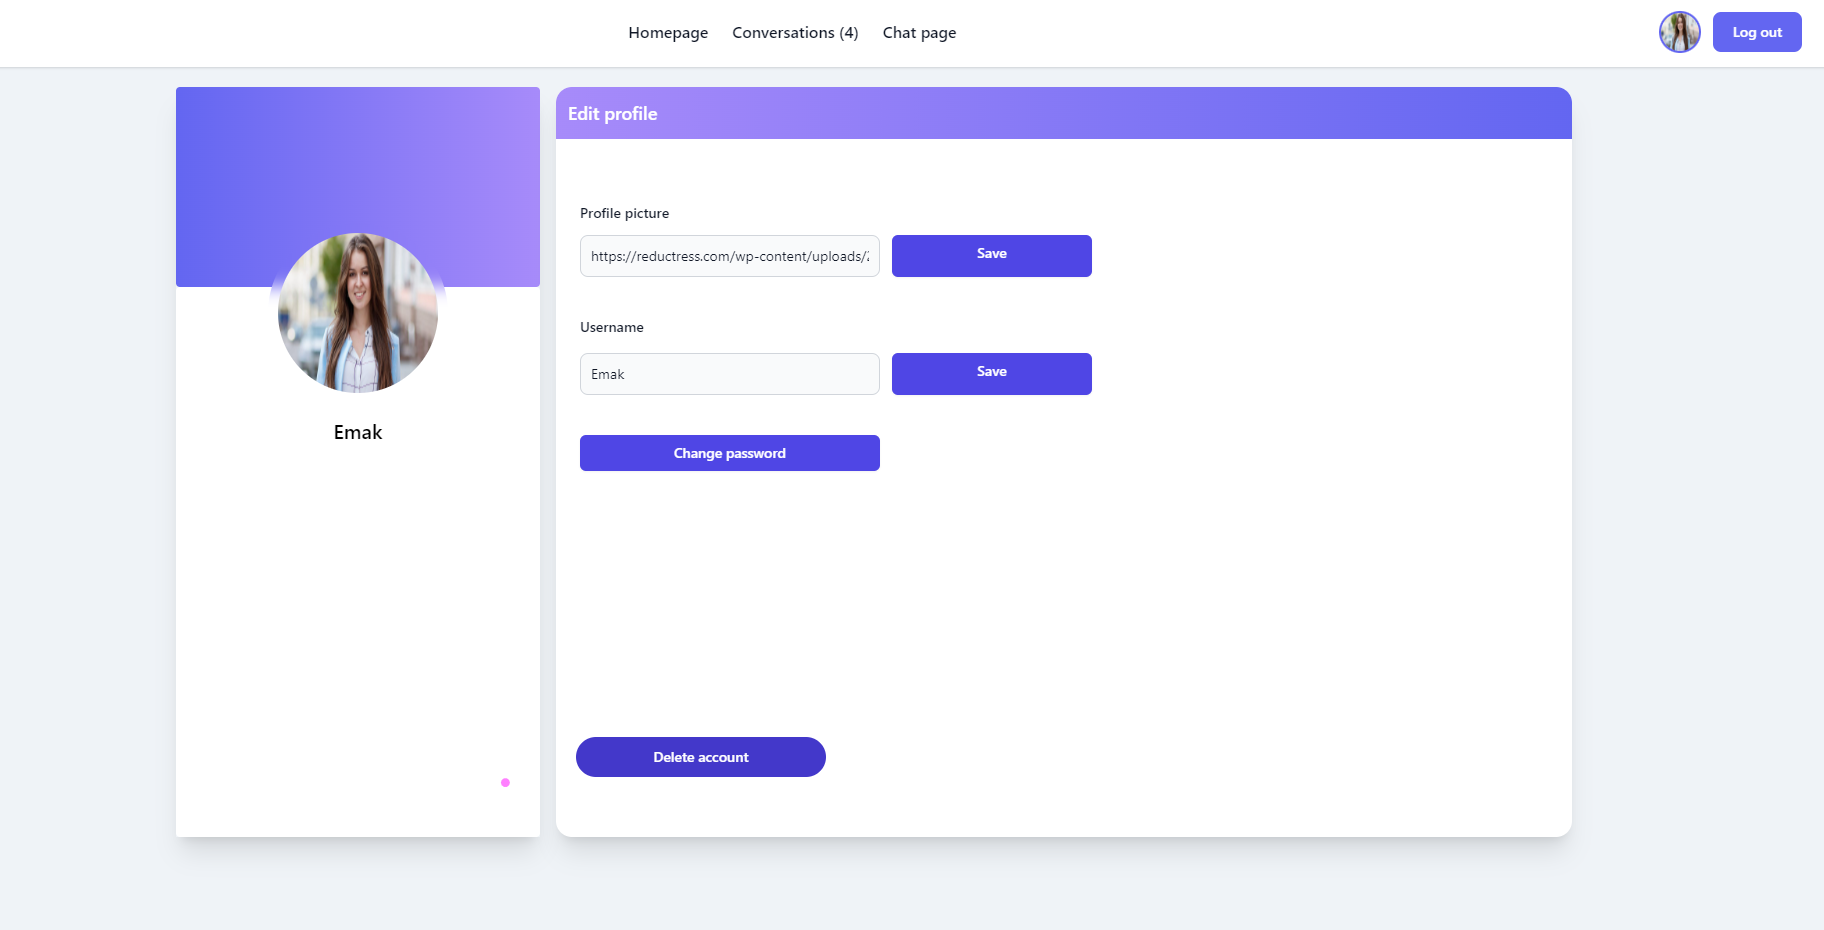 Homepage Conversations (4) Chat page Log out
Edit profile
Profile picture
https://reductress.com/wp-content/uploads/ Save
Username
Emak Save
Emak
Change password
Delete account